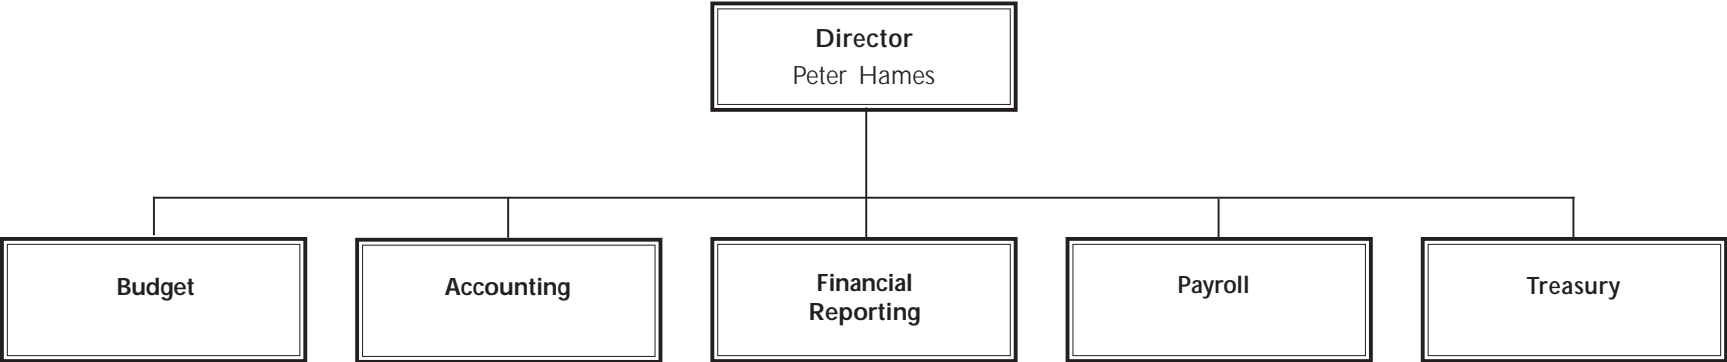 Director
Peter Hames
Budget
Accounting
Financial
Reporting
Payroll
Treasury